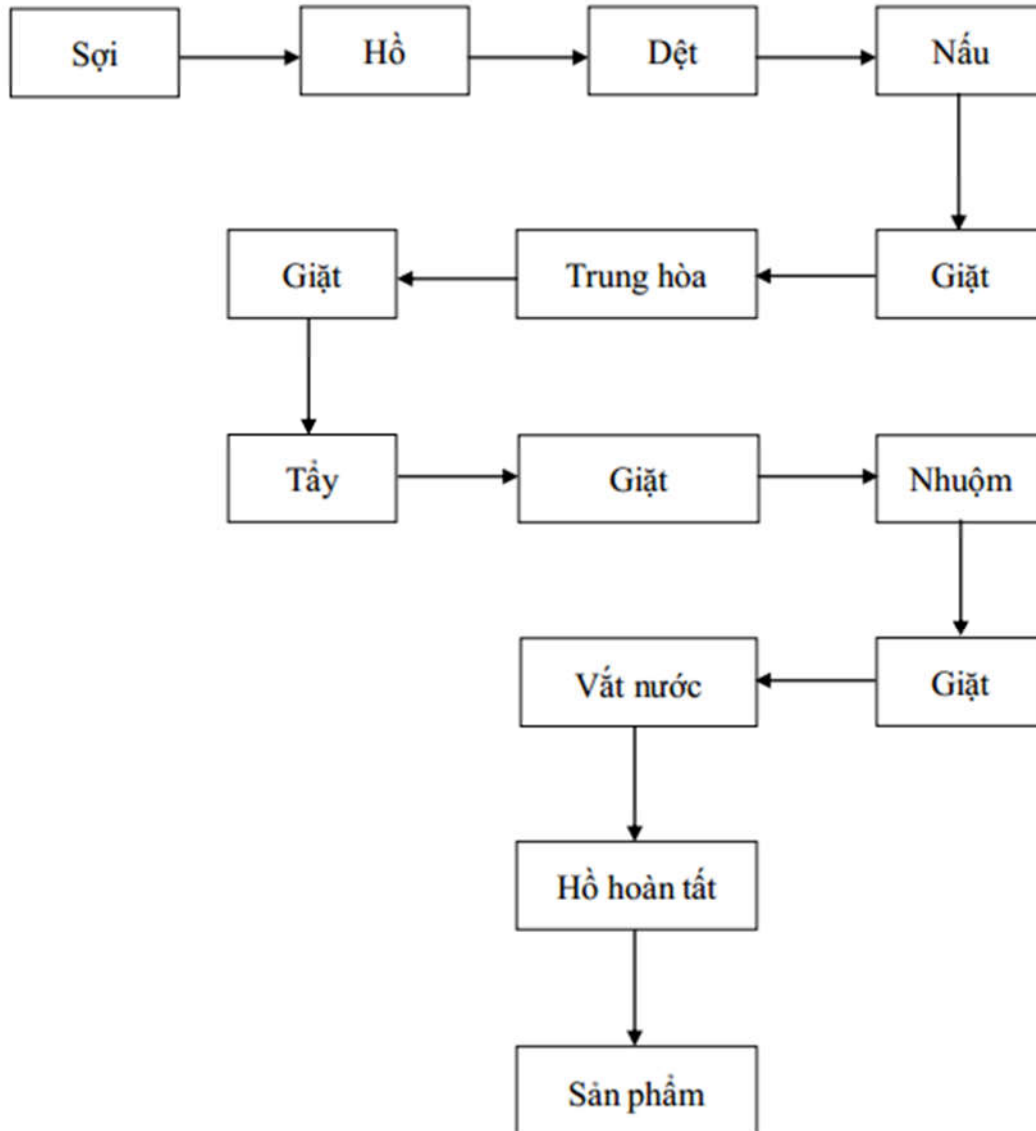 Sợi
Hồ
Dệt
Nấu
Giặt
Trung hòa
Giặt
Tẩy
Giặt
Nhuộm
Giặt
Vắt nước
Hồ hoàn tất
Sản phẩm